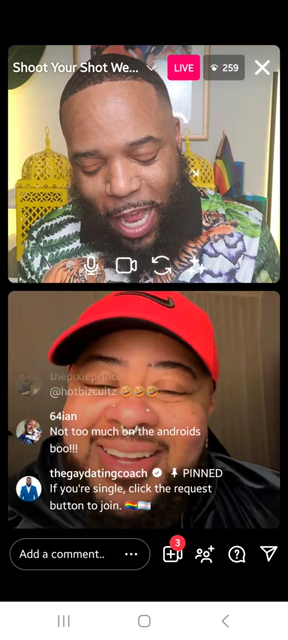 Shoot Your Shot We...
LIVE
259
thepixieprince
@hotbizcuitz 🤣🤣🤣
64ian
Not too much on the androids
boo!!!
thegaydatingcoach PINNED
If you're single, click the request
button to join. 🏳️‍🌈🏳️‍⚧️
Add a comment.. •••
3